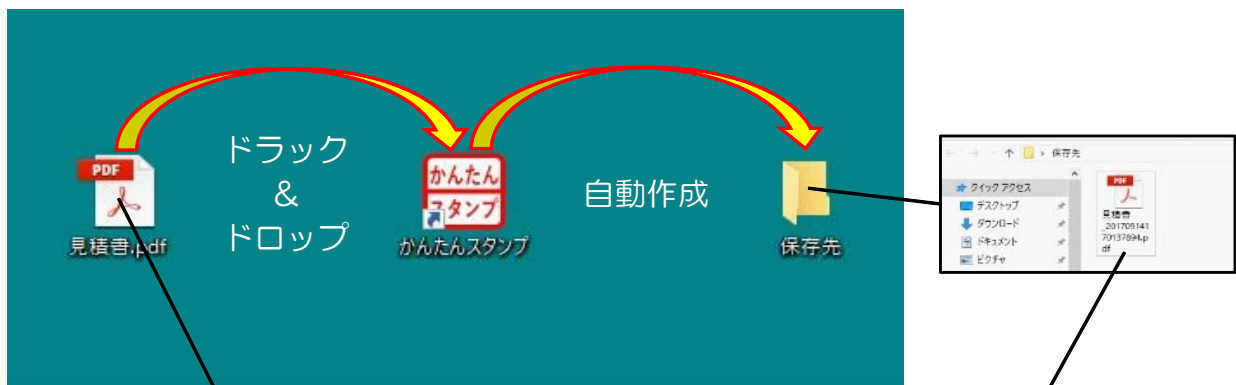 ドラック
&
ドロップ
自動作成
PDF
見積書.pdf
かんたん
スタンプ
かんたんスタンプ
保存先
保存先
クイック アクセス
デスクトップ
ダウンロード
ドキュメント
ピクチャ
PDF
見積書
_201709141
70137894.p
df